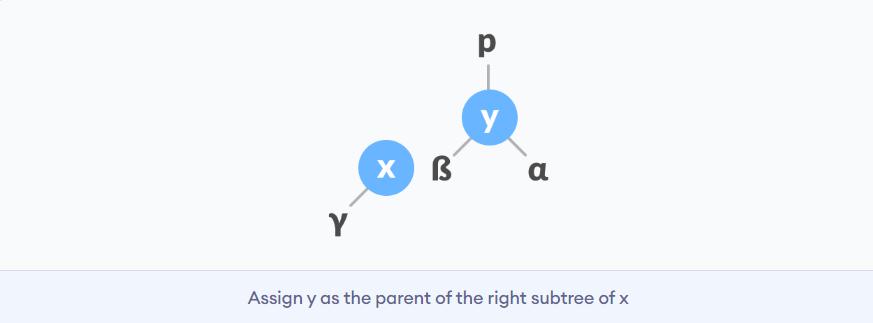 p
y
x
ß
α
γ
Assign y as the parent of the right subtree of x